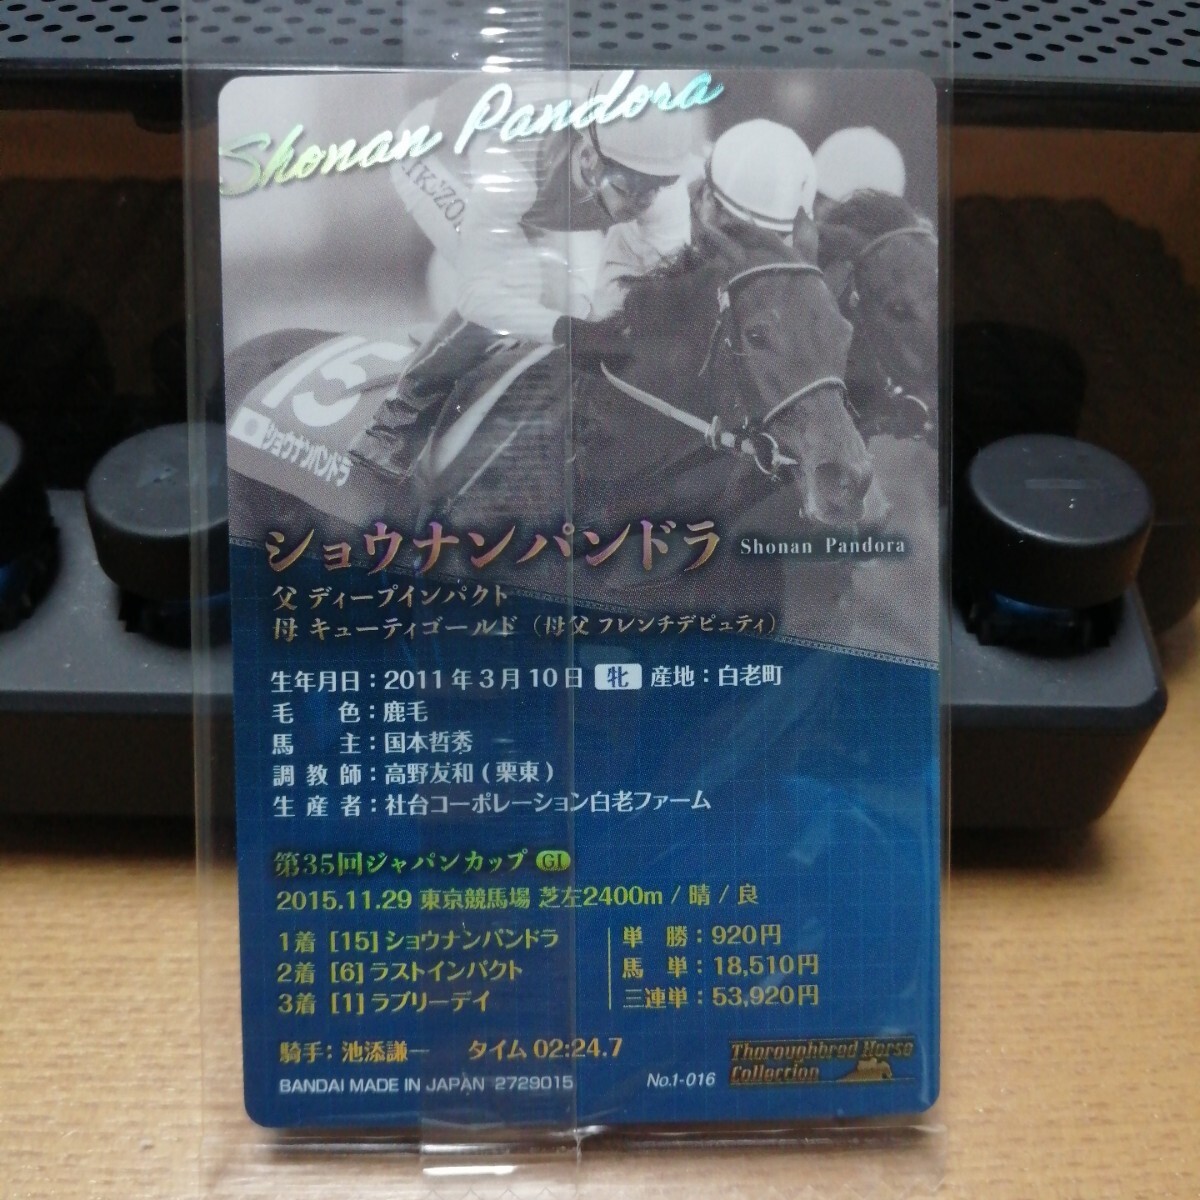 Shonan Pandora
IKEZO
15
ショウナンパンドラ
ショウナンパンドラ Shonan Pandora
父 ディープインパクト
母 キューティゴールド（母父 フレンチデピュティ）
生年月日：2011年3月10日 牝 産地：白老町
毛色：鹿毛
馬主：国本哲秀
調教師：高野友和(栗東)
生産者：社台コーポレーション白老ファーム
第35回ジャパンカップ GI
2015.11.29 東京競馬場 芝左2400m / 晴 / 良
1着 [15] ショウナンパンドラ 単勝：920円
2着 [6] ラストインパクト 馬単：18,510円
3着 [1] ラブリーデイ 三連単：53,920円
騎手：池添謙一 タイム 02:24.7
BANDAI MADE IN JAPAN 2729015 No.1-016
Thoroughbred Horse
Collection